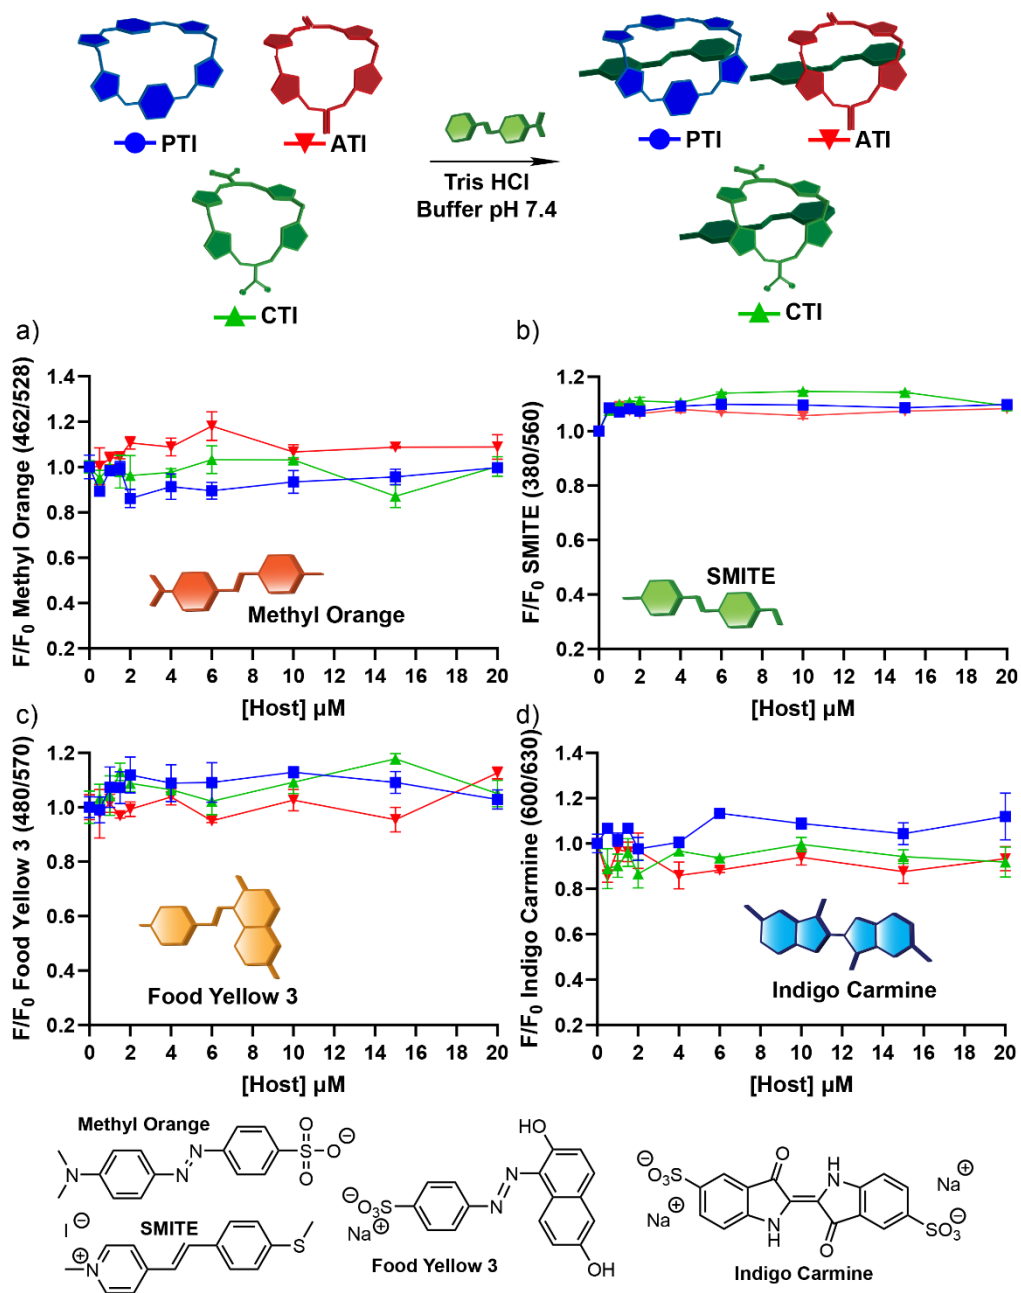 PTI
ATI
CTI
Tris HCl
Buffer pH 7.4
PTI
ATI
CTI
a)
F/F₀ Methyl Orange (462/528)
1.4
1.2
1.0
0.8
0.6
0.4
0.2
Methyl Orange
0 2 4 6 8 10 12 14 16 18 20
[Host] µM
b)
F/F₀ SMITE (380/560)
1.2
1.0
0.8
0.6
0.4
0.2
SMITE
0 2 4 6 8 10 12 14 16 18 20
[Host] µM
c)
F/F₀ Food Yellow 3 (480/570)
1.2
1.0
0.8
0.6
0.4
0.2
Food Yellow 3
0 2 4 6 8 10 12 14 16 18 20
[Host] µM
d)
F/F₀ Indigo Carmine (600/630)
1.4
1.2
1.0
0.8
0.6
0.4
0.2
Indigo Carmine
0 2 4 6 8 10 12 14 16 18 20
[Host] µM
Methyl Orange
N
N
N
O
S
O
O
⊖
I
⊖
SMITE
N
⊕
S
HO
N
N
⊖
O₃S
Na
⊕
OH
Food Yellow 3
⊖
O₃S
Na
⊕
O
H
N
N
H
O
Na
⊕
SO₃
⊖
Indigo Carmine